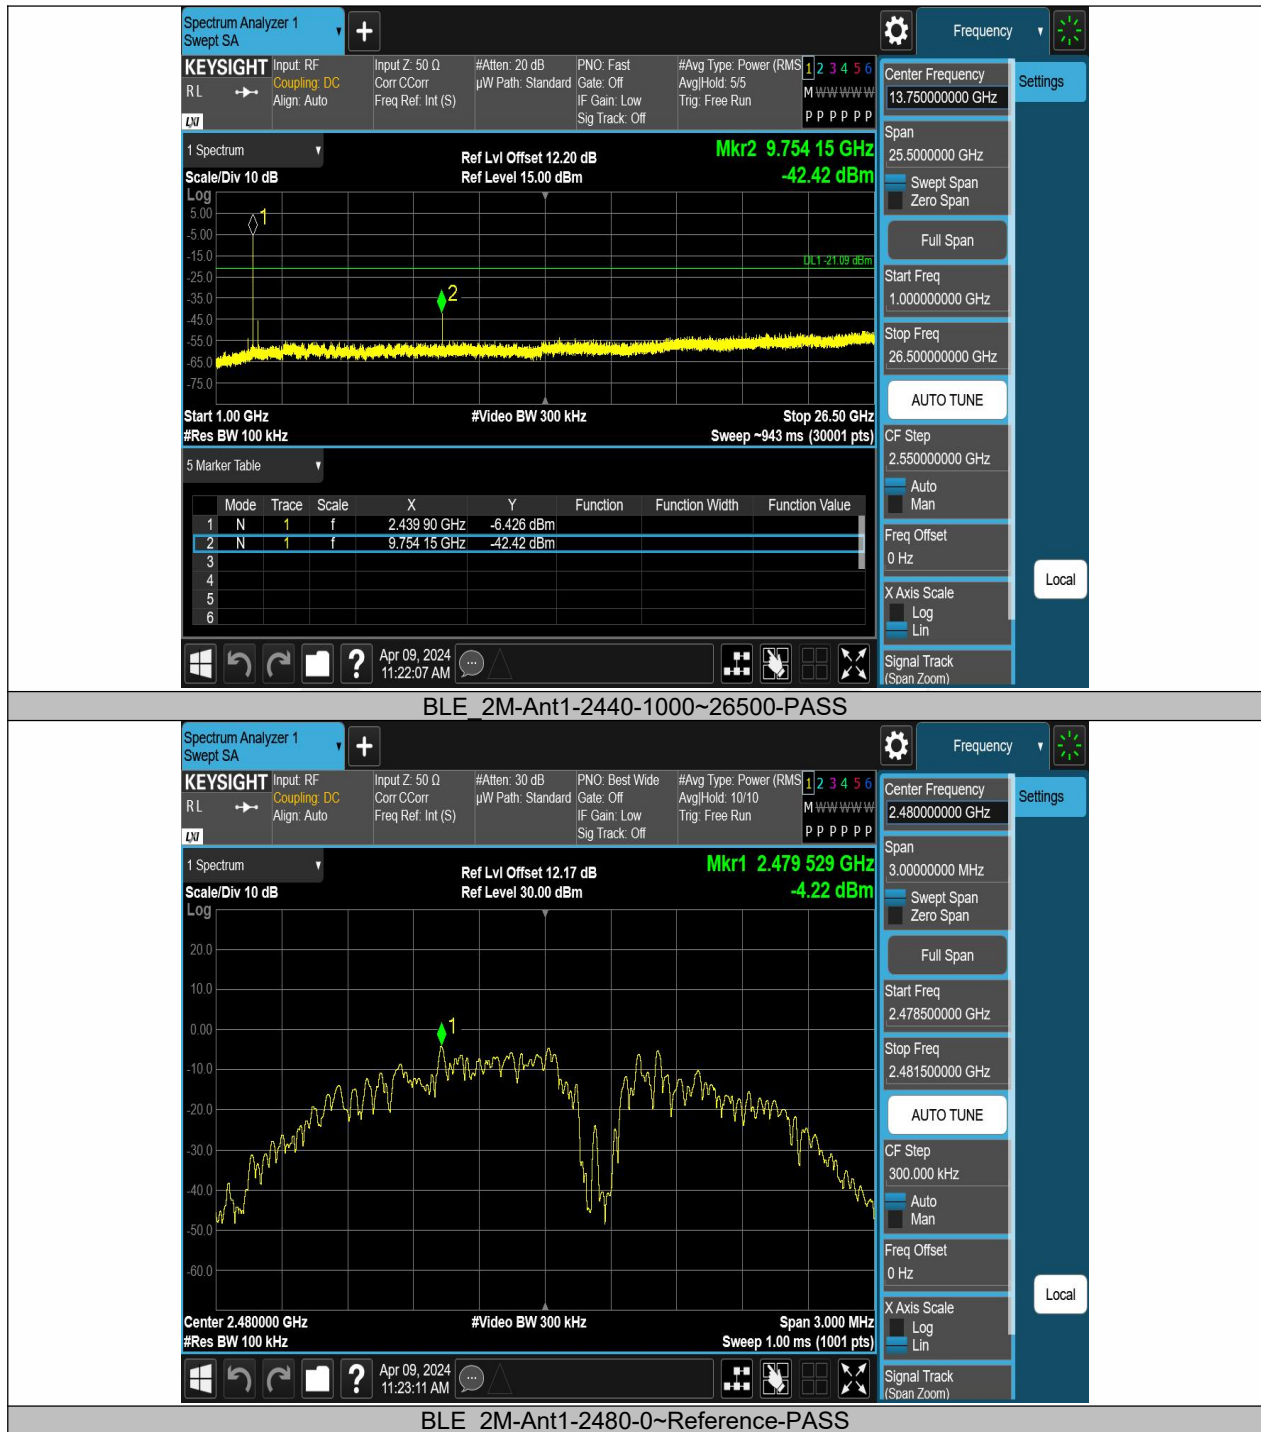 Spectrum Analyzer 1
Swept SA
+
Frequency
KEYSIGHT
RL
LXI
Input: RF
Coupling: DC
Align: Auto
Input Z: 50 Ω
Corr CCorr
Freq Ref: Int (S)
#Atten: 20 dB
µW Path: Standard
PNO: Fast
Gate: Off
IF Gain: Low
Sig Track: Off
#Avg Type: Power (RMS
Avg|Hold: 5/5
Trig: Free Run
1 2 3 4 5 6
M W W W W W
P P P P P P
Center Frequency
13.750000000 GHz
Settings
Span
25.5000000 GHz
Swept Span
Zero Span
Full Span
Start Freq
1.000000000 GHz
Stop Freq
26.500000000 GHz
AUTO TUNE
CF Step
2.550000000 GHz
Auto
Man
Freq Offset
0 Hz
X Axis Scale
Log
Lin
Signal Track
(Span Zoom)
Local
1 Spectrum
Scale/Div 10 dB
Ref Lvl Offset 12.20 dB
Ref Level 15.00 dBm
Mkr2 9.754 15 GHz
-42.42 dBm
Log
5.00
-5.00
-15.0
-25.0
-35.0
-45.0
-55.0
-65.0
-75.0
1
2
DL1 -21.09 dBm
Start 1.00 GHz
#Video BW 300 kHz
Stop 26.50 GHz
#Res BW 100 kHz
Sweep ~943 ms (30001 pts)
5 Marker Table
Mode Trace Scale X Y Function Function Width Function Value
1 N 1 f 2.439 90 GHz -6.426 dBm
2 N 1 f 9.754 15 GHz -42.42 dBm
3
4
5
6
?
Apr 09, 2024
11:22:07 AM
BLE_2M-Ant1-2440-1000~26500-PASS
Spectrum Analyzer 1
Swept SA
+
Frequency
KEYSIGHT
RL
LXI
Input: RF
Coupling: DC
Align: Auto
Input Z: 50 Ω
Corr CCorr
Freq Ref: Int (S)
#Atten: 30 dB
µW Path: Standard
PNO: Best Wide
Gate: Off
IF Gain: Low
Sig Track: Off
#Avg Type: Power (RMS
Avg|Hold: 10/10
Trig: Free Run
1 2 3 4 5 6
M W W W W W
P P P P P P
Center Frequency
2.480000000 GHz
Settings
Span
3.00000000 MHz
Swept Span
Zero Span
Full Span
Start Freq
2.478500000 GHz
Stop Freq
2.481500000 GHz
AUTO TUNE
CF Step
300.000 kHz
Auto
Man
Freq Offset
0 Hz
X Axis Scale
Log
Lin
Signal Track
(Span Zoom)
Local
1 Spectrum
Scale/Div 10 dB
Ref Lvl Offset 12.17 dB
Ref Level 30.00 dBm
Mkr1 2.479 529 GHz
-4.22 dBm
Log
20.0
10.0
0.00
-10.0
-20.0
-30.0
-40.0
-50.0
-60.0
1
Center 2.480000 GHz
#Video BW 300 kHz
Span 3.000 MHz
#Res BW 100 kHz
Sweep 1.00 ms (1001 pts)
?
Apr 09, 2024
11:23:11 AM
BLE_2M-Ant1-2480-0~Reference-PASS